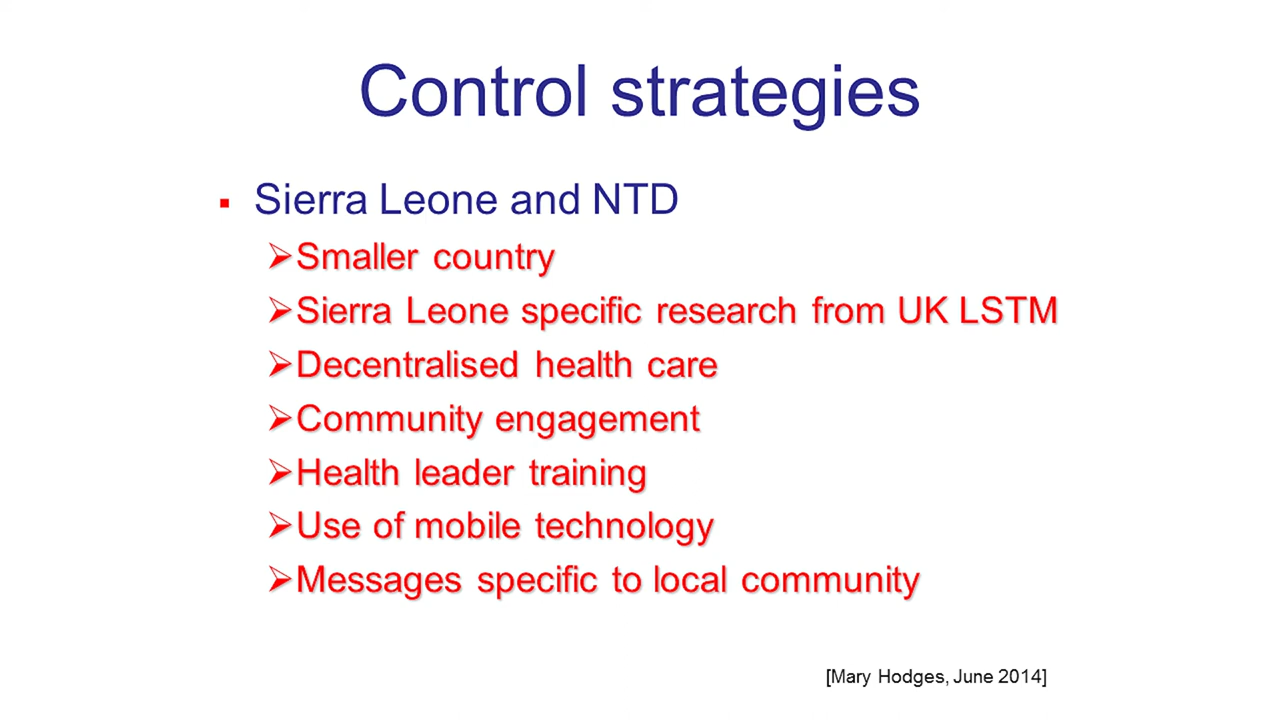 Control strategies
Sierra Leone and NTD
Smaller country
Sierra Leone specific research from UK LSTM
Decentralised health care
Community engagement
Health leader training
Use of mobile technology
Messages specific to local community
[Mary Hodges, June 2014]